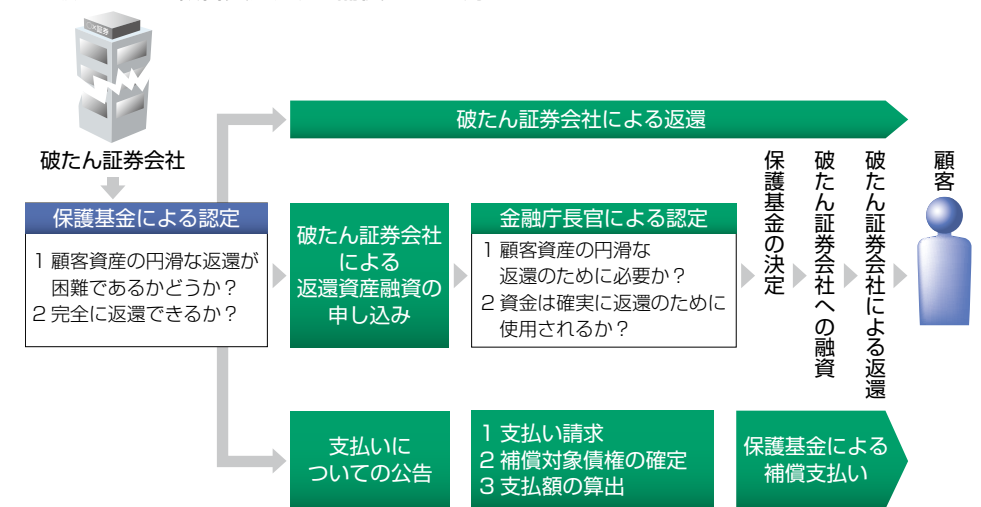 ○×証券
破たん証券会社
破たん証券会社による返還
保護基金による認定
1 顧客資産の円滑な返還が
困難であるかどうか？
2 完全に返還できるか？
破たん証券会社
による
返還資産融資の
申し込み
金融庁長官による認定
1 顧客資産の円滑な
返還のために必要か？
2 資金は確実に返還のために
使用されるか？
保護基金の決定
破たん証券会社への融資
破たん証券会社による返還
顧客
支払いに
ついての公告
1 支払い請求
2 補償対象債権の確定
3 支払額の算出
保護基金による
補償支払い